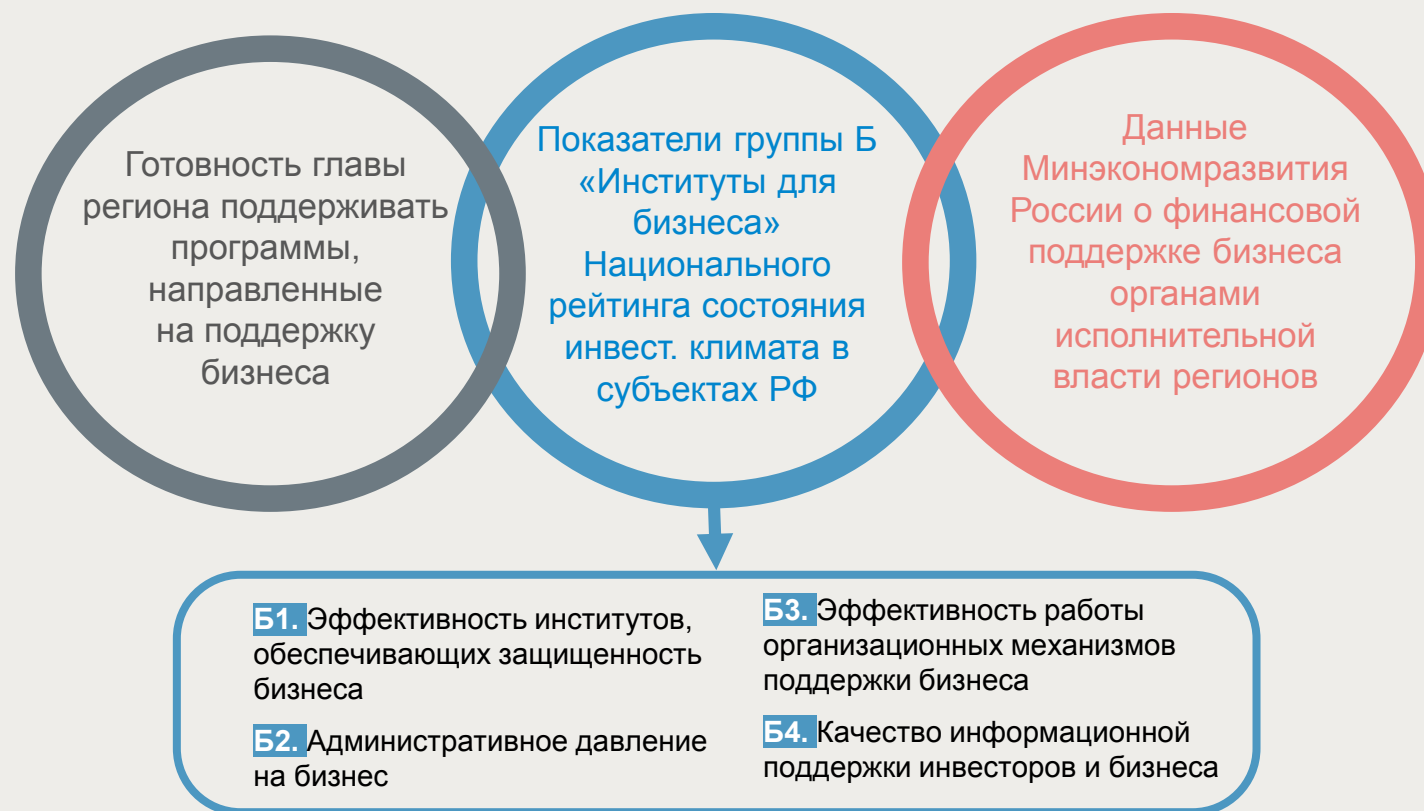 Готовность главы
региона поддерживать
программы,
направленные
на поддержку
бизнеса
Показатели группы Б
«Институты для
бизнеса»
Национального
рейтинга состояния
инвест. климата в
субъектах РФ
Данные
Минэкономразвития
России о финансовой
поддержке бизнеса
органами
исполнительной
власти регионов
Б1. Эффективность институтов,
обеспечивающих защищенность
бизнеса
Б2. Административное давление
на бизнес
Б3. Эффективность работы
организационных механизмов
поддержки бизнеса
Б4. Качество информационной
поддержки инвесторов и бизнеса